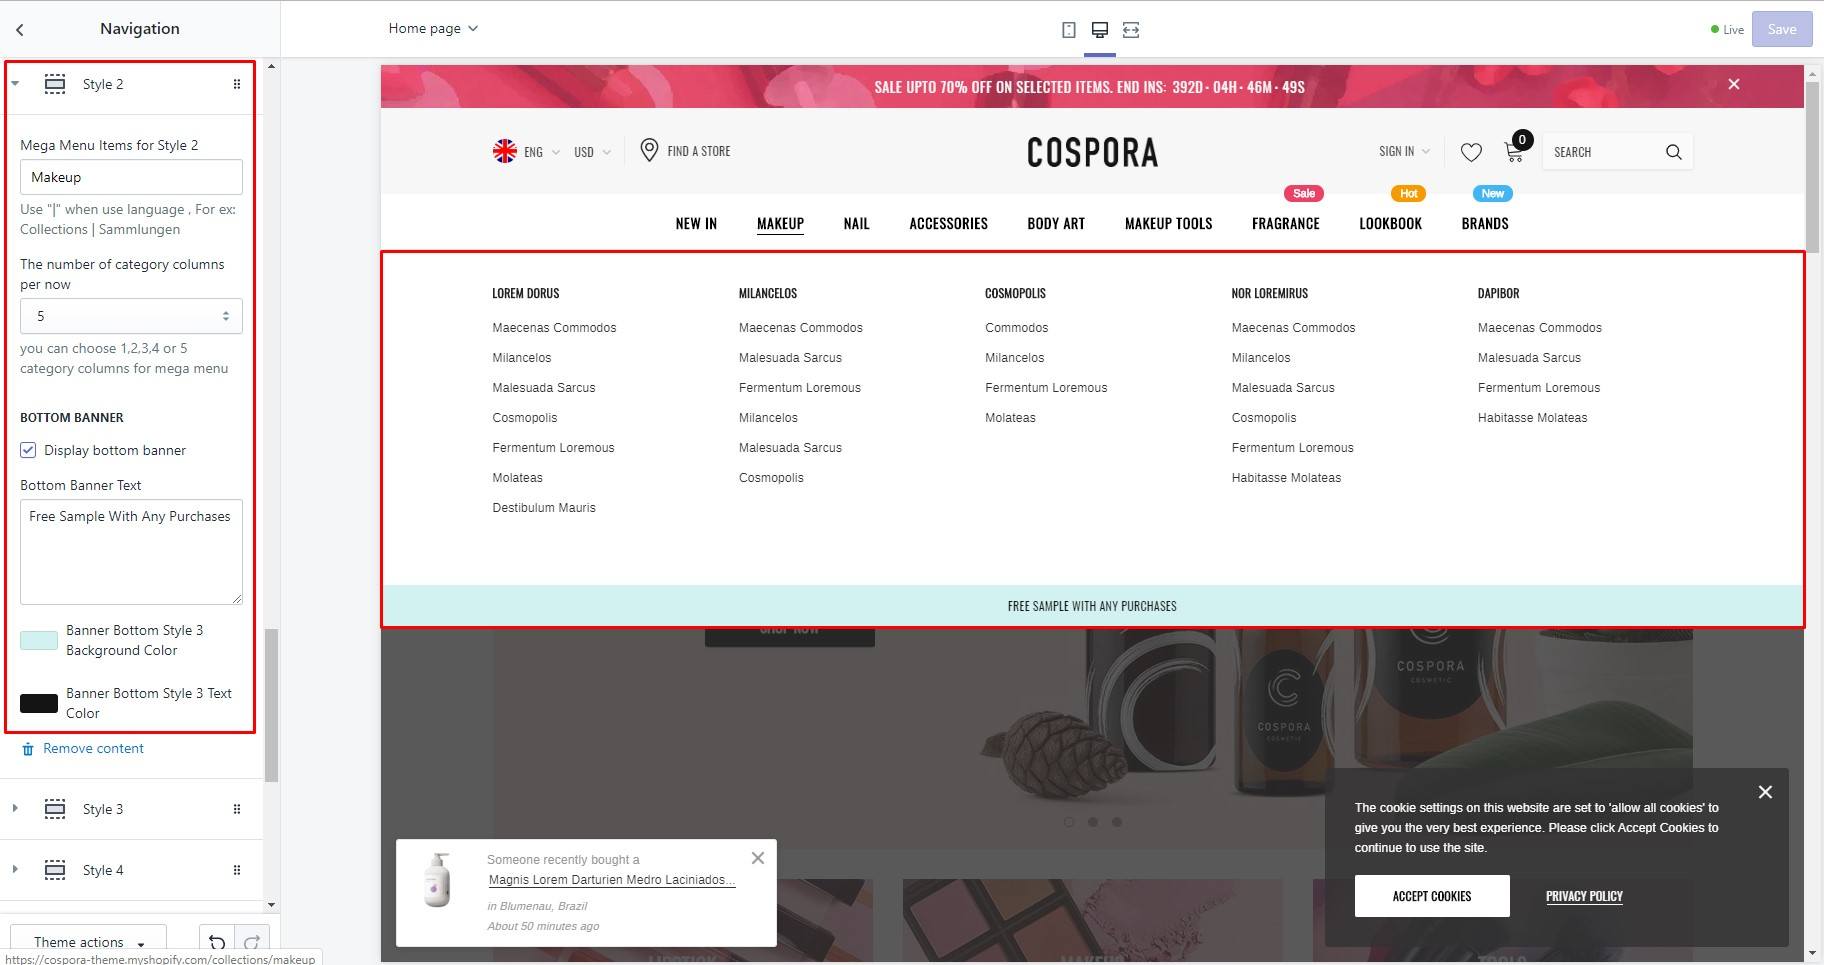 Navigation
Home page
Live
Save
Style 2
Mega Menu Items for Style 2
Makeup
Use "|" when use language , For ex:
Collections | Sammlungen
The number of category columns
per now
5
you can choose 1,2,3,4 or 5
category columns for mega menu
BOTTOM BANNER
Display bottom banner
Bottom Banner Text
Free Sample With Any Purchases
Banner Bottom Style 3
Background Color
Banner Bottom Style 3 Text
Color
Remove content
Style 3
Style 4
Theme actions
https://cospora-theme.myshopify.com/collections/makeup
SALE UPTO 70% OFF ON SELECTED ITEMS. END INS: 392D · 04H · 46M · 49S
ENG
USD
FIND A STORE
COSPORA
SIGN IN
0
SEARCH
Sale
Hot
New
NEW IN
MAKEUP
NAIL
ACCESSORIES
BODY ART
MAKEUP TOOLS
FRAGRANCE
LOOKBOOK
BRANDS
LOREM DORUS
Maecenas Commodos
Milancelos
Malesuada Sarcus
Cosmopolis
Fermentum Loremous
Molateas
Destibulum Mauris
MILANCELOS
Maecenas Commodos
Malesuada Sarcus
Fermentum Loremous
Milancelos
Malesuada Sarcus
Cosmopolis
COSMOPOLIS
Commodos
Milancelos
Fermentum Loremous
Molateas
NOR LOREMIRUS
Maecenas Commodos
Milancelos
Malesuada Sarcus
Cosmopolis
Fermentum Loremous
Habitasse Molateas
DAPIBOR
Maecenas Commodos
Malesuada Sarcus
Fermentum Loremous
Habitasse Molateas
FREE SAMPLE WITH ANY PURCHASES
SHOP NOW
COSPORA
COSMETIC
COSPORA
COSMETIC
Someone recently bought a
Magnis Lorem Darturien Medro Laciniados...
in Blumenau, Brazil
About 50 minutes ago
The cookie settings on this website are set to 'allow all cookies' to
give you the very best experience. Please click Accept Cookies to
continue to use the site.
ACCEPT COOKIES
PRIVACY POLICY
LIPSTICK
MAKEUP
TOOLS